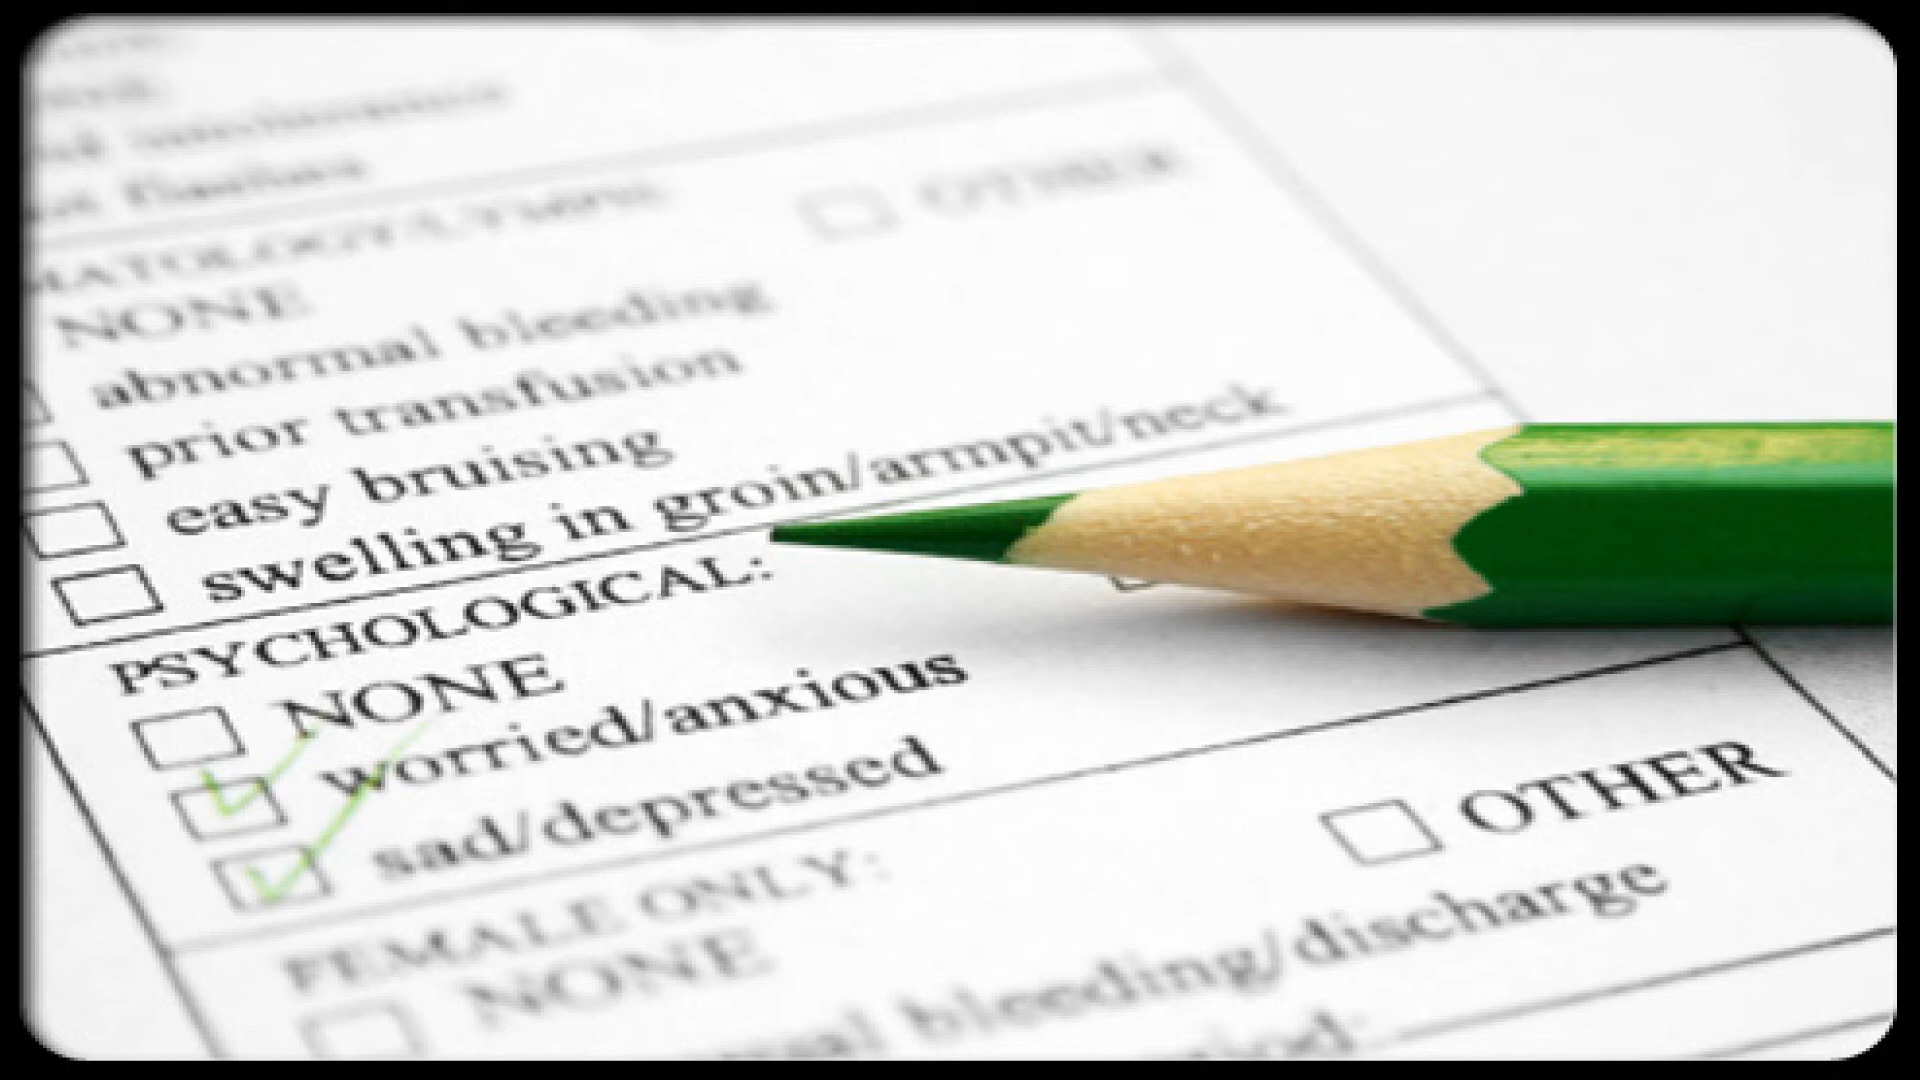 OTHER
NONE
abnormal bleeding
prior transfusion
easy bruising
swelling in groin/armpit/neck
PSYCHOLOGICAL:
NONE
worried/anxious
sad/depressed
OTHER
FEMALE ONLY:
NONE
bleeding/discharge